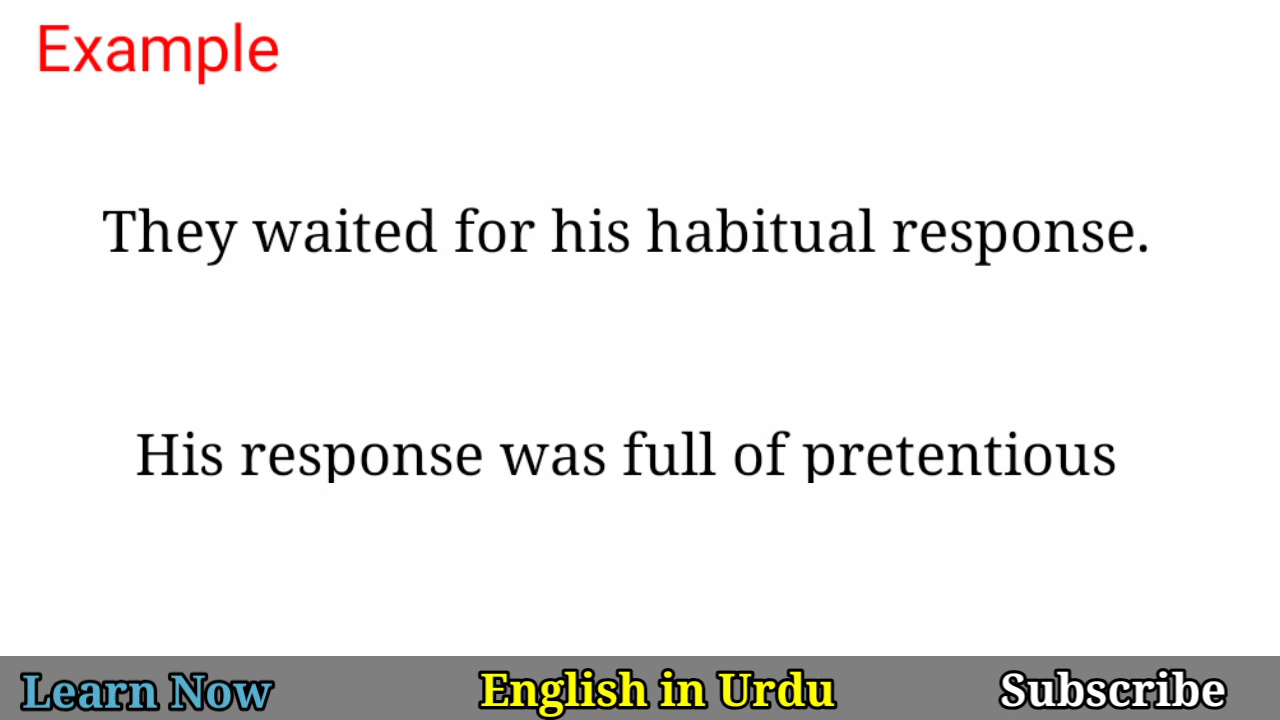 Example
They waited for his habitual response.
His response was full of pretentious
Learn Now English in Urdu Subscribe